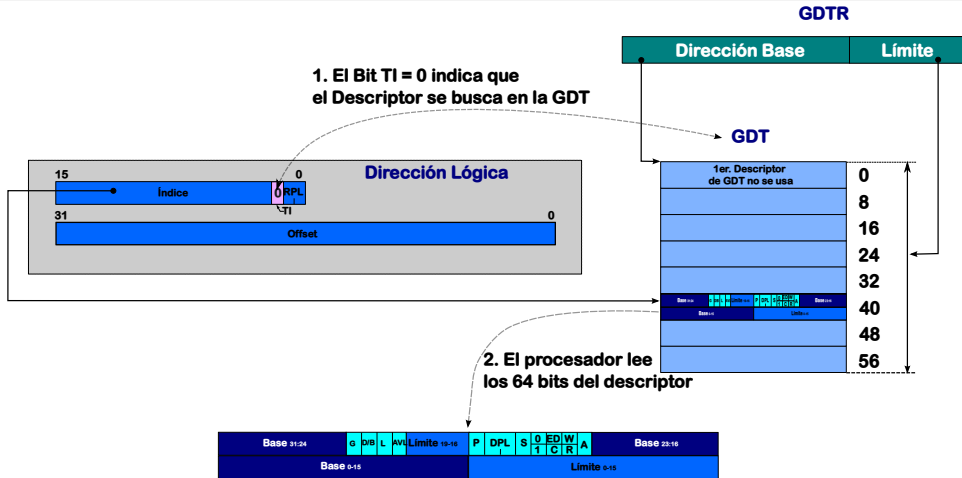 GDTR
Dirección Base Límite
1. El Bit TI = 0 indica que
el Descriptor se busca en la GDT
GDT
Dirección Lógica
15 0
Índice 0 RPL
TI
31 0
Offset
1er. Descriptor
de GDT no se usa
0
8
16
24
32
40
48
56
2. El procesador lee
los 64 bits del descriptor
Base 31:24 G D/B L AVL Límite 19-16 P DPL S 0 ED W A Base 23:16
1 C R
Base 0-15 Límite 0-15